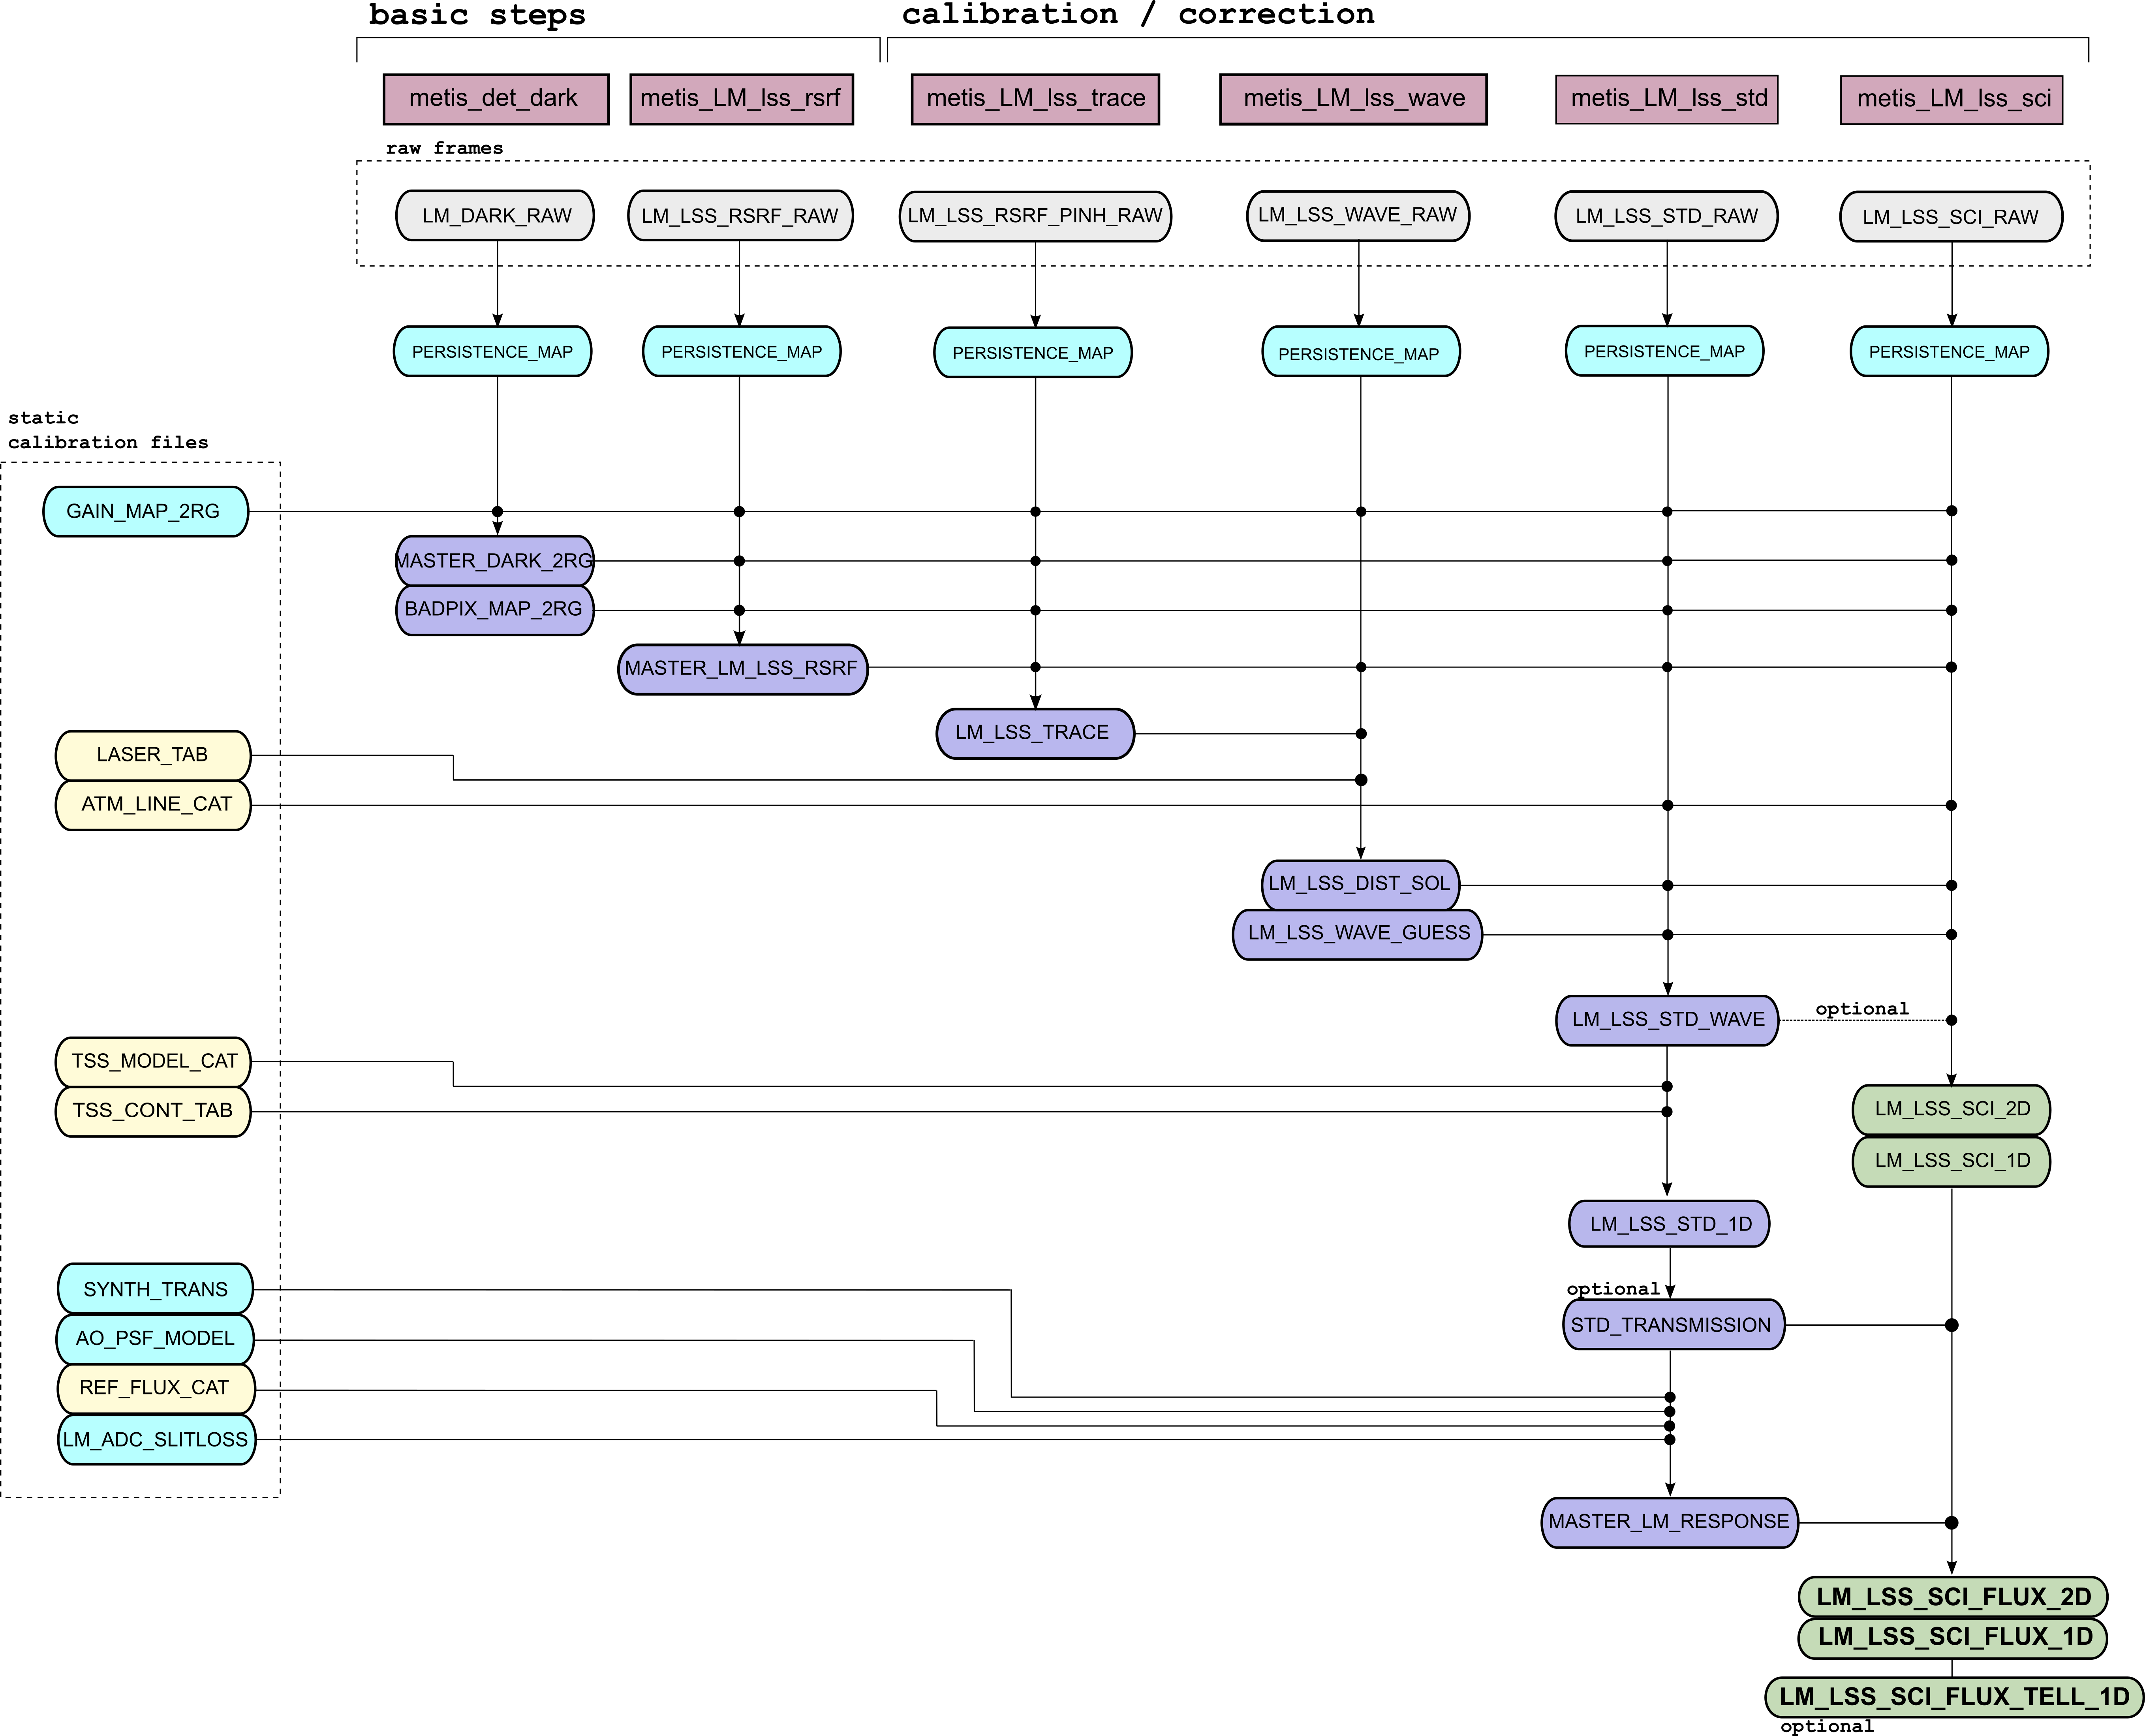 basic steps
calibration / correction
metis_det_dark
metis_LM_lss_rsrf
metis_LM_lss_trace
metis_LM_lss_wave
metis_LM_lss_std
metis_LM_lss_sci
raw frames
LM_DARK_RAW
LM_LSS_RSRF_RAW
LM_LSS_RSRF_PINH_RAW
LM_LSS_WAVE_RAW
LM_LSS_STD_RAW
LM_LSS_SCI_RAW
PERSISTENCE_MAP
PERSISTENCE_MAP
PERSISTENCE_MAP
PERSISTENCE_MAP
PERSISTENCE_MAP
PERSISTENCE_MAP
static
calibration files
GAIN_MAP_2RG
MASTER_DARK_2RG
BADPIX_MAP_2RG
MASTER_LM_LSS_RSRF
LM_LSS_TRACE
LASER_TAB
ATM_LINE_CAT
LM_LSS_DIST_SOL
LM_LSS_WAVE_GUESS
LM_LSS_STD_WAVE
optional
TSS_MODEL_CAT
TSS_CONT_TAB
LM_LSS_SCI_2D
LM_LSS_SCI_1D
LM_LSS_STD_1D
SYNTH_TRANS
optional
STD_TRANSMISSION
AO_PSF_MODEL
REF_FLUX_CAT
LM_ADC_SLITLOSS
MASTER_LM_RESPONSE
LM_LSS_SCI_FLUX_2D
LM_LSS_SCI_FLUX_1D
LM_LSS_SCI_FLUX_TELL_1D
optional